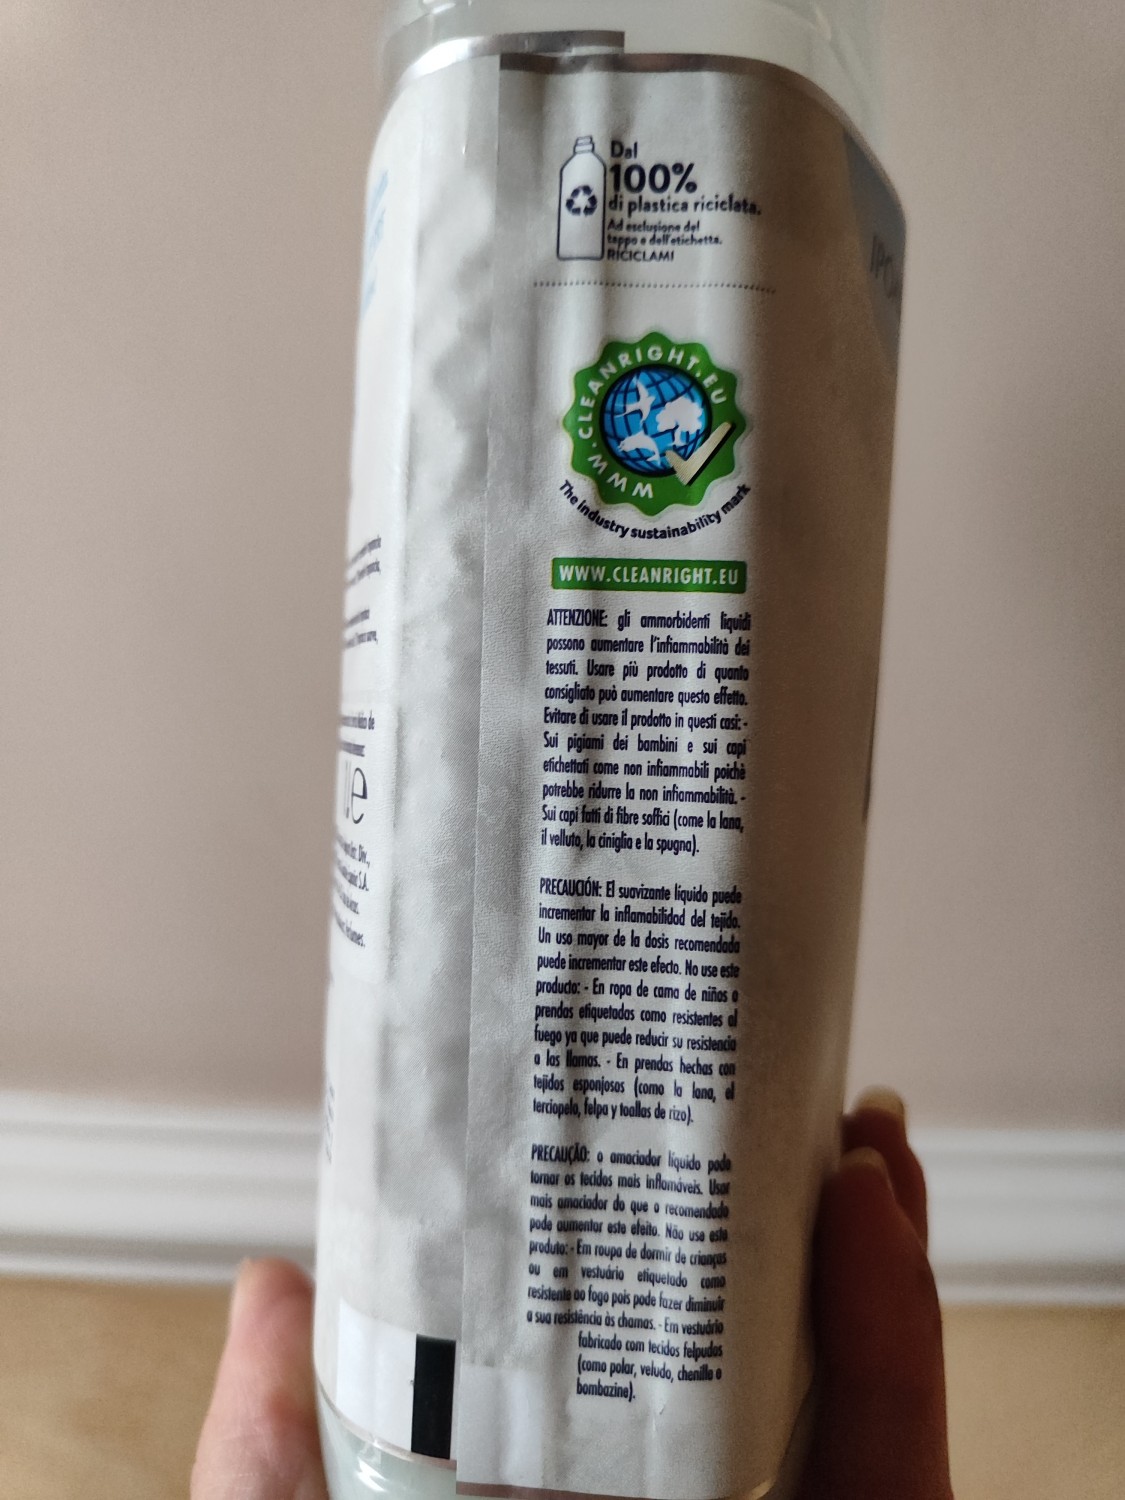 Dal
100%
di plastica riciclata.
Ad esclusione del
tappo e dell'etichetta.
RICICLAMI
WWW.CLEANRIGHT.EU
The industry sustainability mark
WWW.CLEANRIGHT.EU
ATTENZIONE: gli ammorbidenti liquidi
possono aumentare l'infiammabilità dei
tessuti. Usare più prodotto di quanto
consigliato può aumentare questo effetto.
Evitare di usare il prodotto in questi casi: -
Sui pigiami dei bambini e sui capi
etichettati come non infiammabili poichè
potrebbe ridurre la non infiammabilità. -
Sui capi fatti di fibre soffici (come la lana,
il velluto, la ciniglia e la spugna).
PRECAUCIÓN: El suavizante líquido puede
incrementar la inflamabilidad del tejido.
Un uso mayor de la dosis recomendada
puede incrementar este efecto. No use este
producto: - En ropa de cama de niños o
prendas etiquetadas como resistentes al
fuego ya que puede reducir su resistencia
a las llamas. - En prendas hechas con
tejidos esponjosos (como la lana, el
terciopelo, felpa y toallas de rizo).
PRECAUÇÃO: o amaciador líquido pode
tornar os tecidos mais inflamáveis. Usar
mais amaciador do que o recomendado
pode aumentar este efeito. Não use este
produto: - Em roupa de dormir de crianças
ou em vestuário etiquetado como
resistente ao fogo pois pode fazer diminuir
a sua resistência às chamas. - Em vestuário
fabricado com tecidos felpudos
(como polar, veludo, chenille e
bombazine).
de
e
Div.,
S.A.